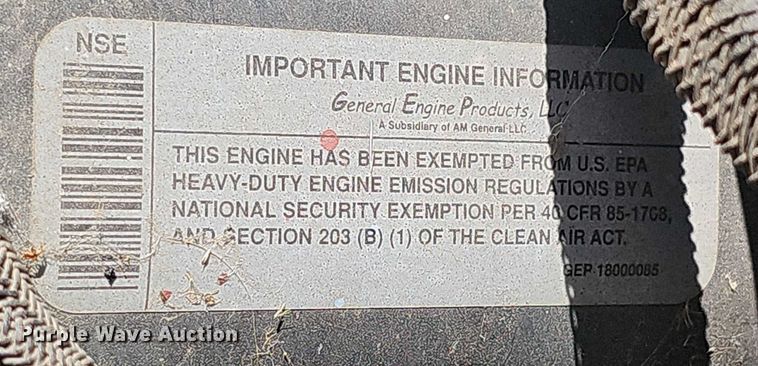 NSE
IMPORTANT ENGINE INFORMATION
General Engine Products, LLC
A Subsidiary of AM General LLC
THIS ENGINE HAS BEEN EXEMPTED FROM U.S. EPA
HEAVY-DUTY ENGINE EMISSION REGULATIONS BY A
NATIONAL SECURITY EXEMPTION PER 40 CFR 85-1708,
AND SECTION 203 (B) (1) OF THE CLEAN AIR ACT.
GEP 18000085
Purple Wave Auction